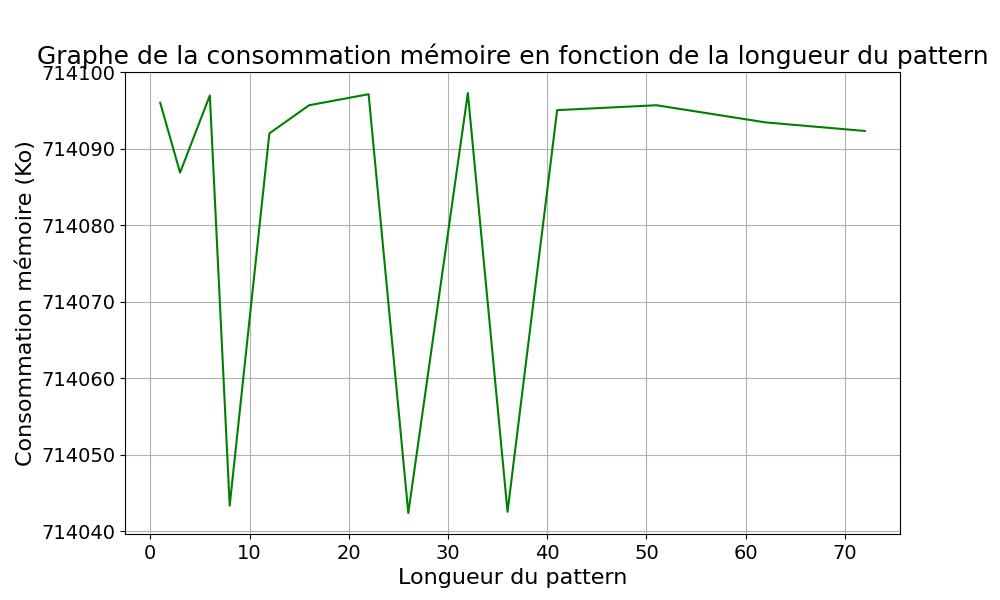 Graphe de la consommation mémoire en fonction de la longueur du pattern
Consommation mémoire (Ko)
714100
714090
714080
714070
714060
714050
714040
0 10 20 30 40 50 60 70
Longueur du pattern